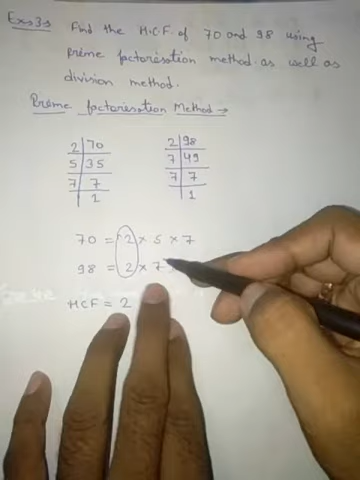 Ex:3:- Find the H.C.F. of 70 and 98 using
prime factorisation method as well as
division method.
Prime factorisation Method →
2 70
5 35
7 7
1
2 98
7 49
7 7
1
70 = 2 × 5 × 7
98 = 2 × 7
HCF = 2